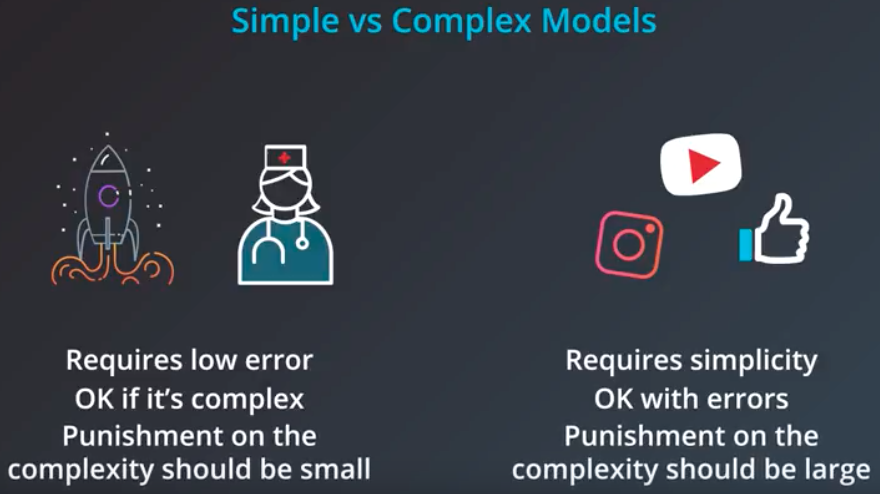 Simple vs Complex Models
Requires low error
OK if it's complex
Punishment on the
complexity should be small
Requires simplicity
OK with errors
Punishment on the
complexity should be large